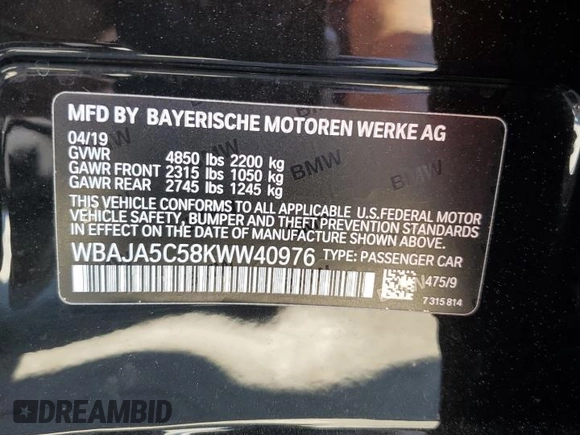 MFD BY BAYERISCHE MOTOREN WERKE AG
04/19
GVWR 4850 lbs 2200 kg
GAWR FRONT 2315 lbs 1050 kg
GAWR REAR 2745 lbs 1245 kg
THIS VEHICLE CONFORMS TO ALL APPLICABLE U.S.FEDERAL MOTOR
VEHICLE SAFETY, BUMPER AND THEFT PREVENTION STANDARDS
IN EFFECT ON THE DATE OF MANUFACTURE SHOWN ABOVE.
WBAJA5C58KWW40976 TYPE: PASSENGER CAR
475/9
7 315 814
BMW
BMW
BMW
BMW
DREAMBID